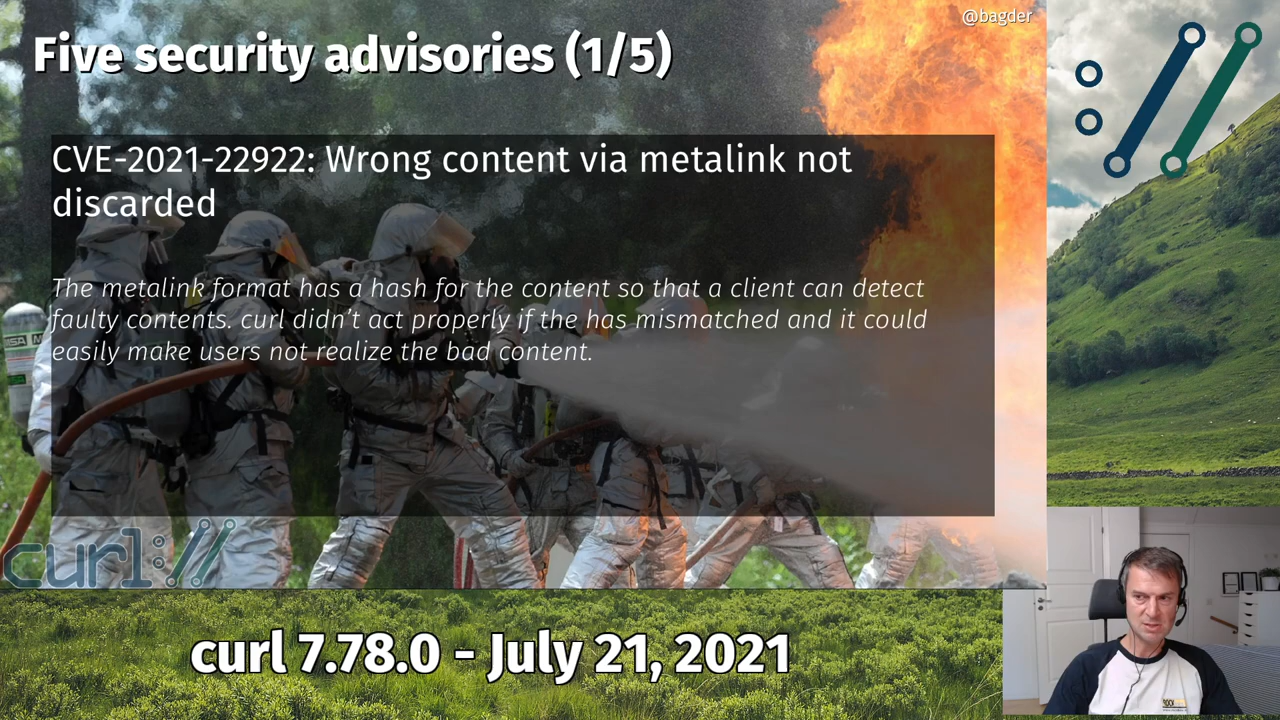 @bagder
Five security advisories (1/5)
CVE-2021-22922: Wrong content via metalink not
discarded
The metalink format has a hash for the content so that a client can detect
faulty contents. curl didn't act properly if the has mismatched and it could
easily make users not realize the bad content.
curl://
curl 7.78.0 - July 21, 2021